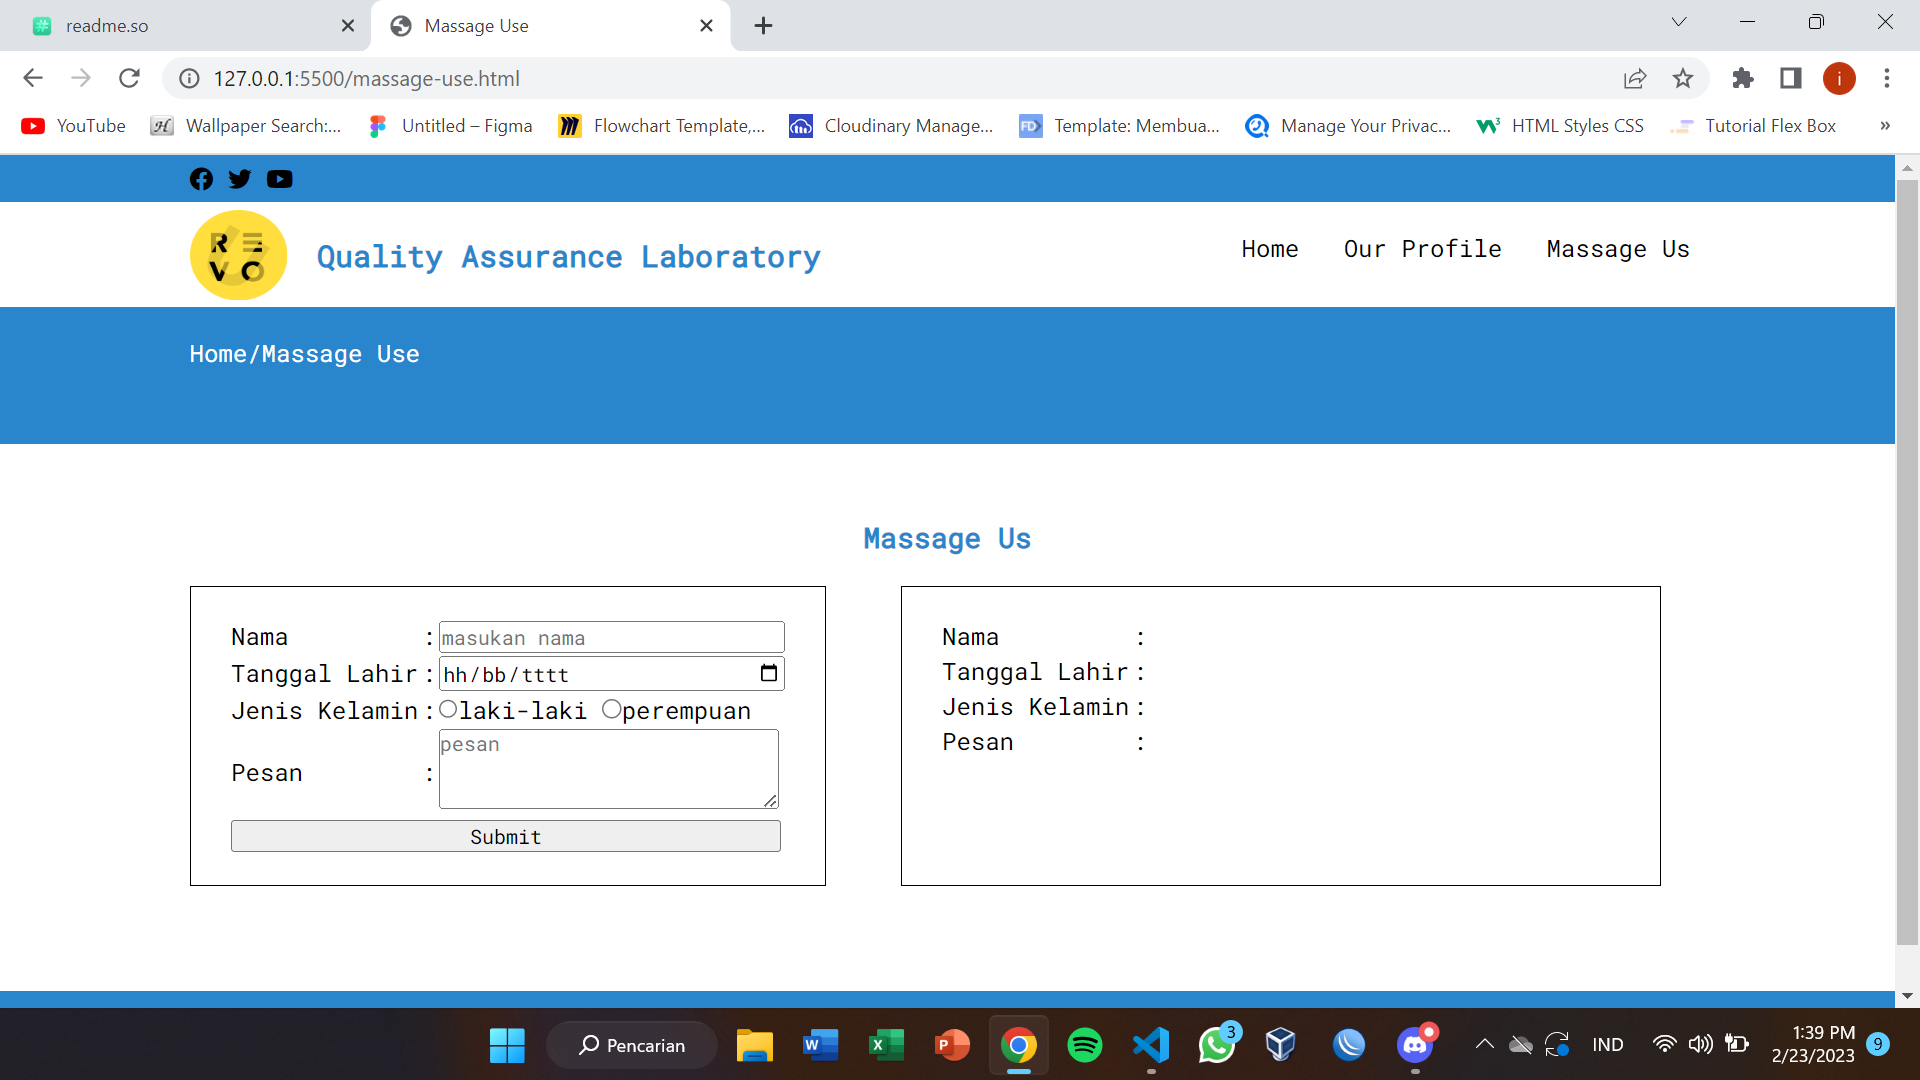 readme.so
Massage Use
127.0.0.1:5500/massage-use.html
i
YouTube
Wallpaper Search:...
Untitled – Figma
Flowchart Template,...
Cloudinary Manage...
FD
Template: Membua...
Manage Your Privac...
HTML Styles CSS
Tutorial Flex Box
»
RE
VO
Quality Assurance Laboratory
Home
Our Profile
Massage Us
Home/Massage Use
Massage Us
Nama : masukan nama
Tanggal Lahir : hh/bb/tttt
Jenis Kelamin : laki-laki perempuan
Pesan : pesan
Submit
Nama :
Tanggal Lahir :
Jenis Kelamin :
Pesan :
Pencarian
W
X
P
3
IND
1:39 PM
2/23/2023
9